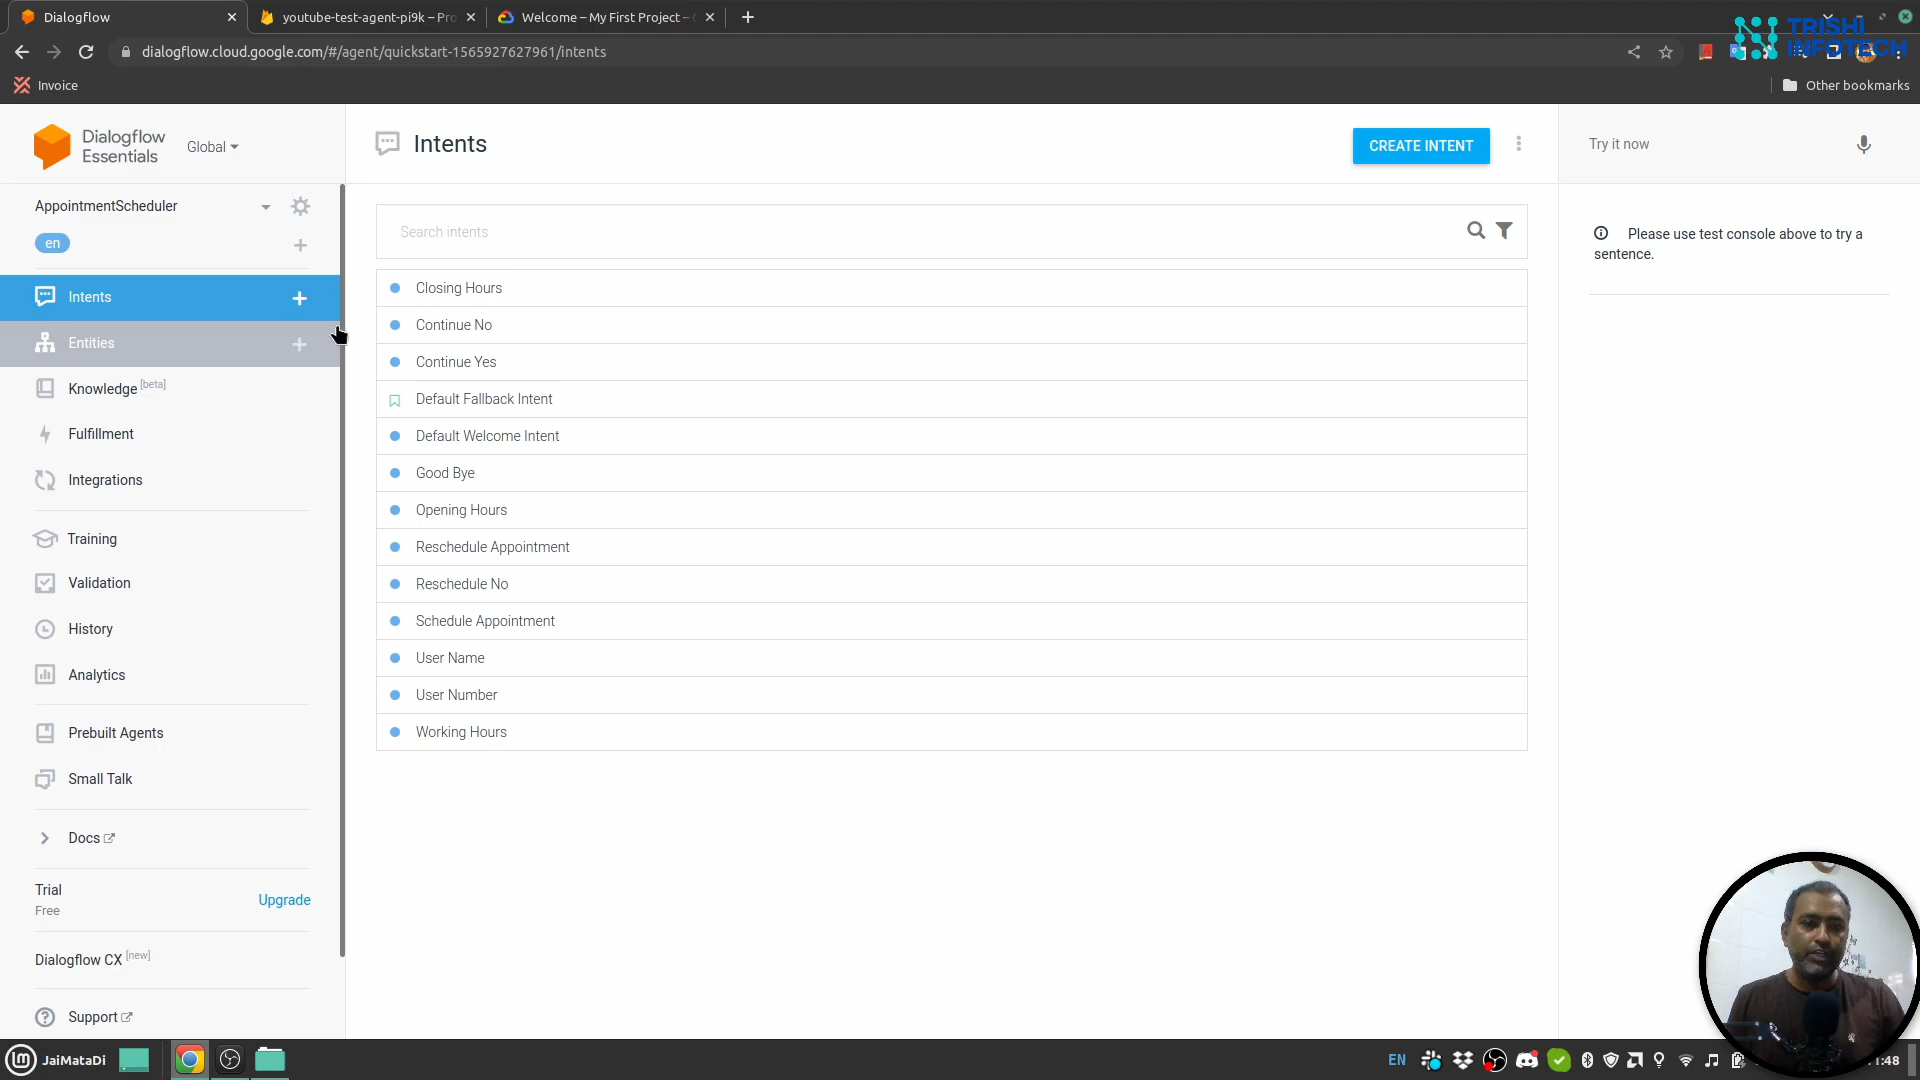 Dialogflow
youtube-test-agent-pi9k – Pro
Welcome – My First Project –
dialogflow.cloud.google.com/#/agent/quickstart-1565927627961/intents
TRISHI
INFOTECH
Invoice
Other bookmarks
Dialogflow
Essentials
Global
Intents
CREATE INTENT
Try it now
AppointmentScheduler
en
Search intents
Please use test console above to try a
sentence.
Intents
Entities
Knowledge [beta]
Fulfillment
Integrations
Training
Validation
History
Analytics
Prebuilt Agents
Small Talk
Docs
Trial
Free
Upgrade
Dialogflow CX [new]
Support
Closing Hours
Continue No
Continue Yes
Default Fallback Intent
Default Welcome Intent
Good Bye
Opening Hours
Reschedule Appointment
Reschedule No
Schedule Appointment
User Name
User Number
Working Hours
JaiMataDi
EN